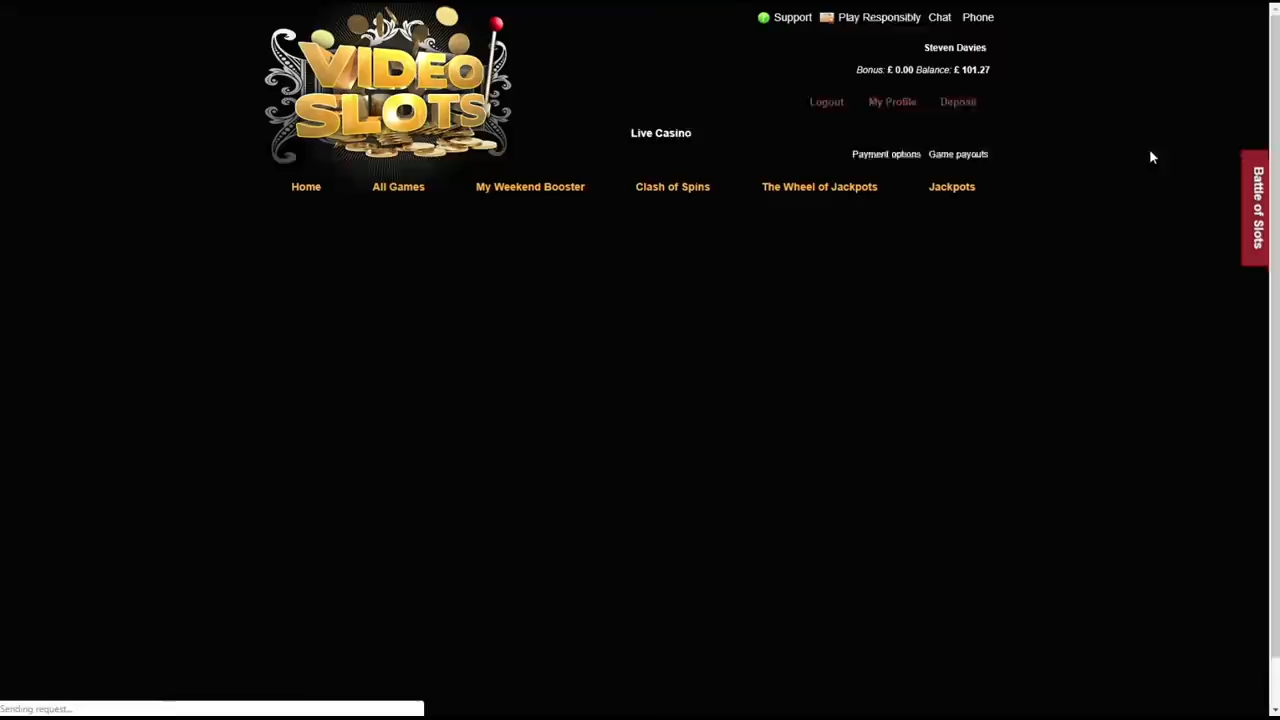 VIDEO
SLOTS
Support Play Responsibly Chat Phone
Steven Davies
Bonus: £ 0.00 Balance: £ 101.27
Logout My Profile Deposit
Live Casino
Payment options Game payouts
Home All Games My Weekend Booster Clash of Spins The Wheel of Jackpots Jackpots
Battle of Slots
Sending request...